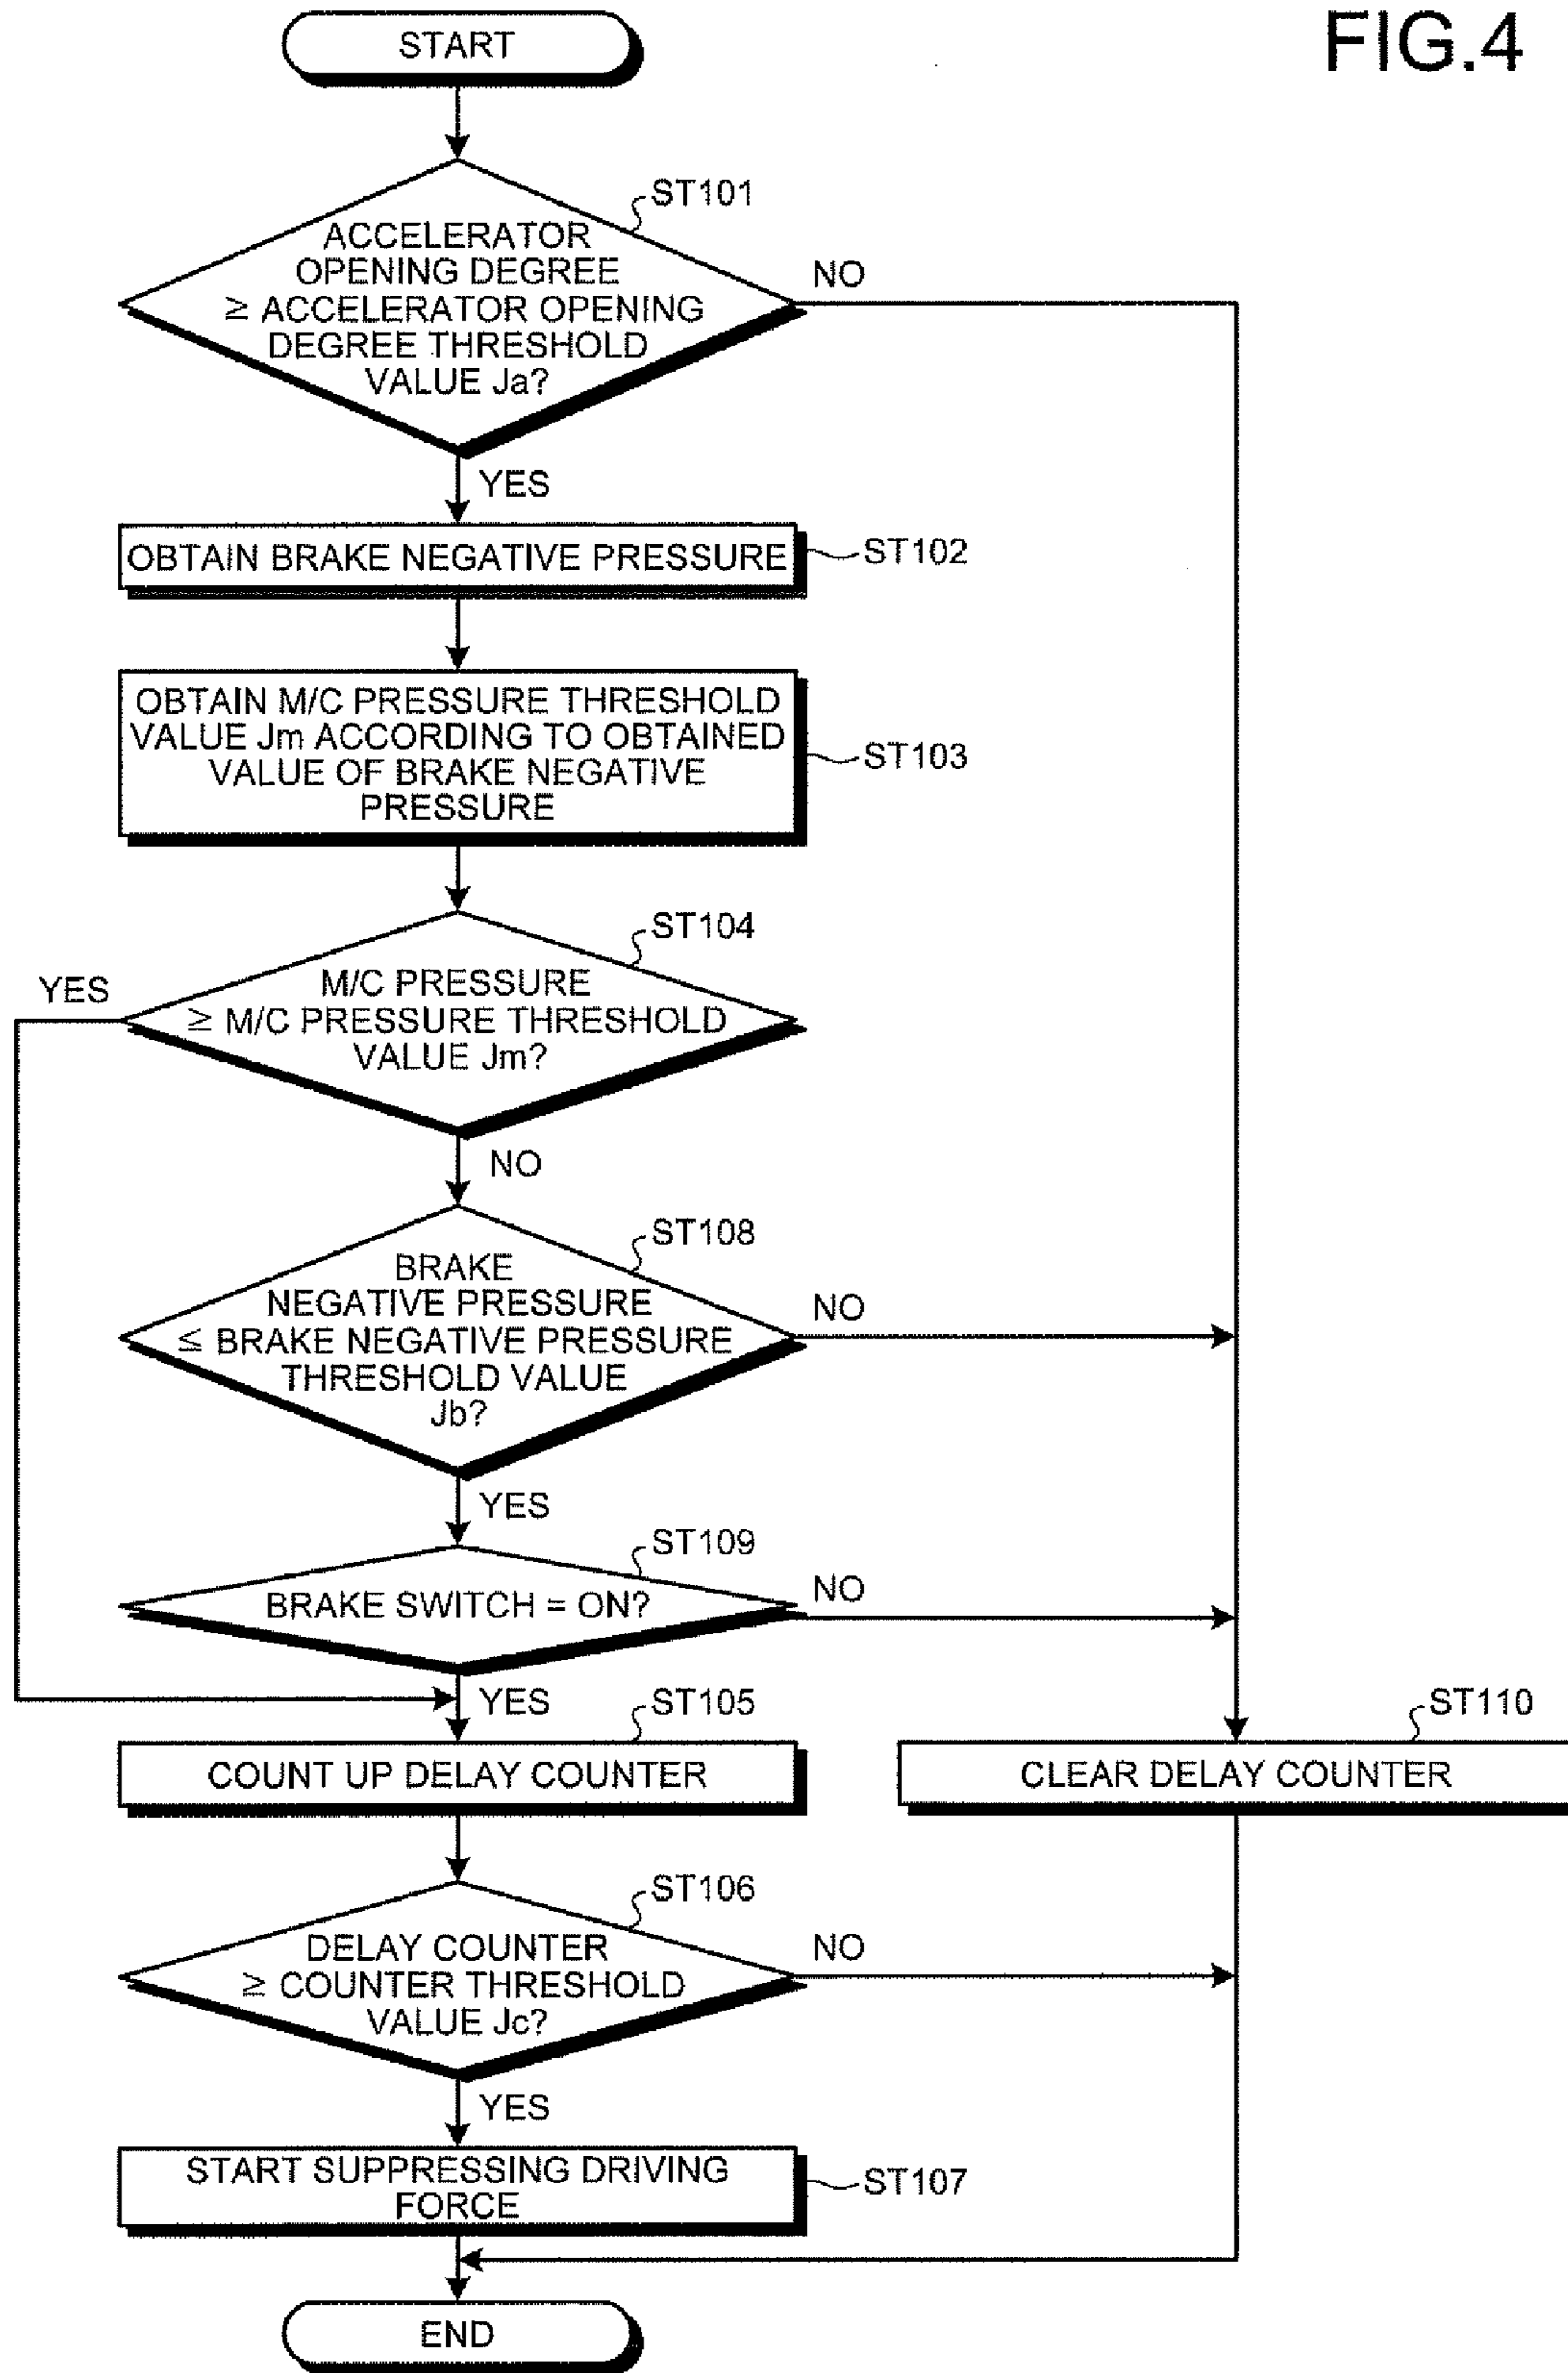 FIG.4
START
ST101
ACCELERATOR
OPENING DEGREE
≥ ACCELERATOR OPENING
DEGREE THRESHOLD
VALUE Ja?
NO
YES
OBTAIN BRAKE NEGATIVE PRESSURE
ST102
OBTAIN M/C PRESSURE THRESHOLD
VALUE Jm ACCORDING TO OBTAINED
VALUE OF BRAKE NEGATIVE
PRESSURE
ST103
ST104
YES
M/C PRESSURE
≥ M/C PRESSURE THRESHOLD
VALUE Jm?
NO
ST108
BRAKE
NEGATIVE PRESSURE
≤ BRAKE NEGATIVE PRESSURE
THRESHOLD VALUE
Jb?
NO
YES
ST109
BRAKE SWITCH = ON?
NO
YES
ST105
COUNT UP DELAY COUNTER
ST110
CLEAR DELAY COUNTER
ST106
DELAY COUNTER
≥ COUNTER THRESHOLD
VALUE Jc?
NO
YES
START SUPPRESSING DRIVING
FORCE
ST107
END